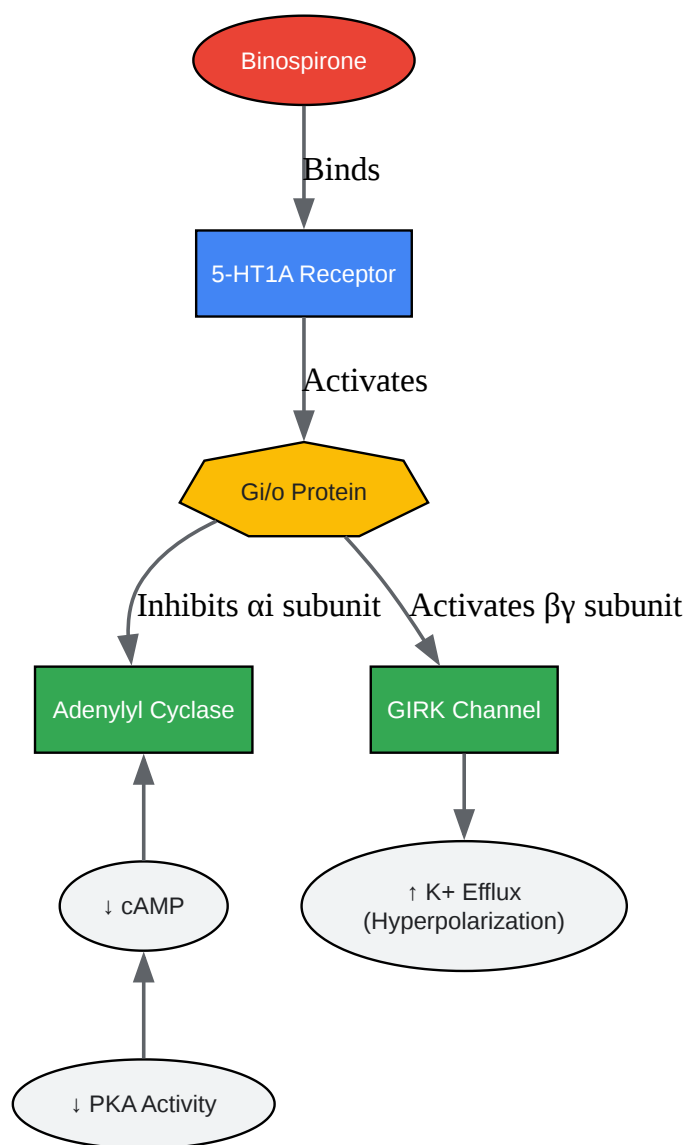 Binospirone
Binds
5-HT1A Receptor
Activates
Gi/o Protein
Inhibits αi subunit
Activates βγ subunit
Adenylyl Cyclase
GIRK Channel
↓ cAMP
↑ K+ Efflux
(Hyperpolarization)
↓ PKA Activity